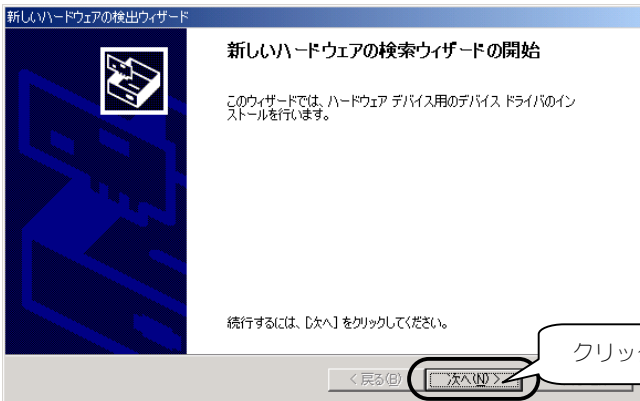 新しいハードウェアの検出ウィザード
新しいハードウェアの検索ウィザードの開始
このウィザードでは、ハードウェア デバイス用のデバイス ドライバのイン
ストールを行います。
続行するには、[次へ] をクリックしてください。
< 戻る(B)
次へ(N) >
クリッ